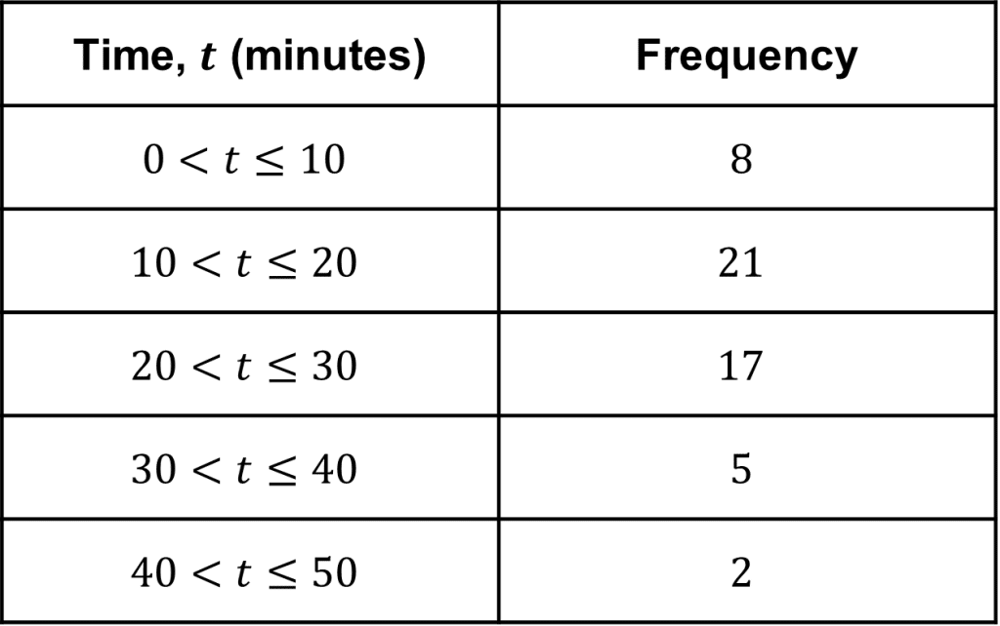 Time, t (minutes) Frequency
0 < t ≤ 10 8
10 < t ≤ 20 21
20 < t ≤ 30 17
30 < t ≤ 40 5
40 < t ≤ 50 2